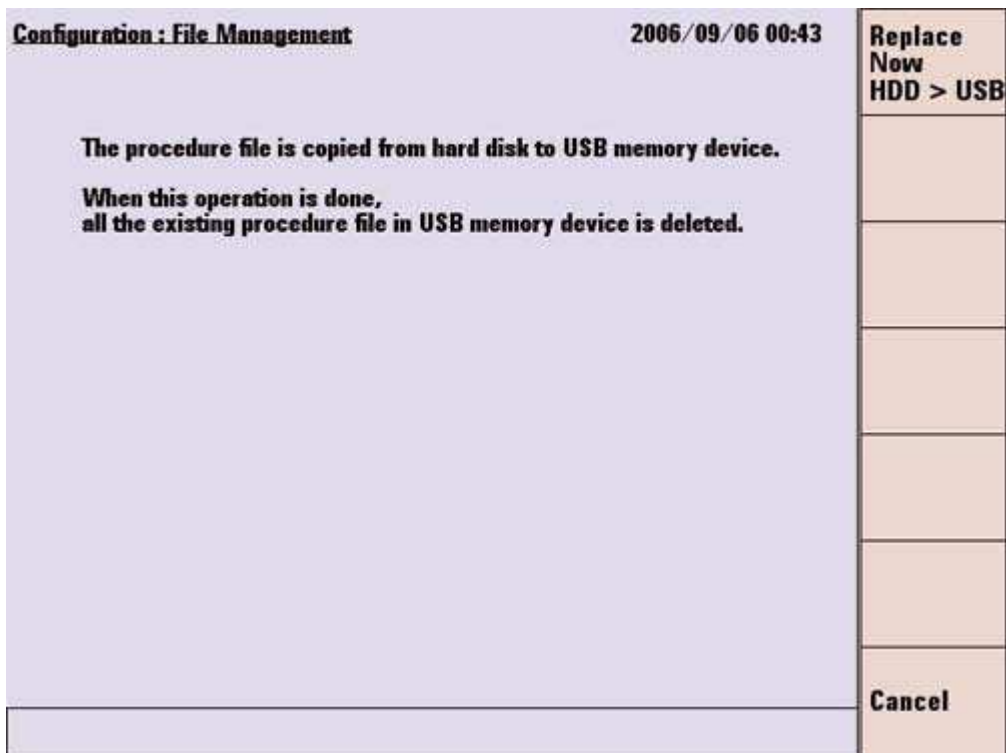 Configuration : File Management
2006/09/06 00:43
The procedure file is copied from hard disk to USB memory device.
When this operation is done,
all the existing procedure file in USB memory device is deleted.
Replace
Now
HDD > USB
Cancel